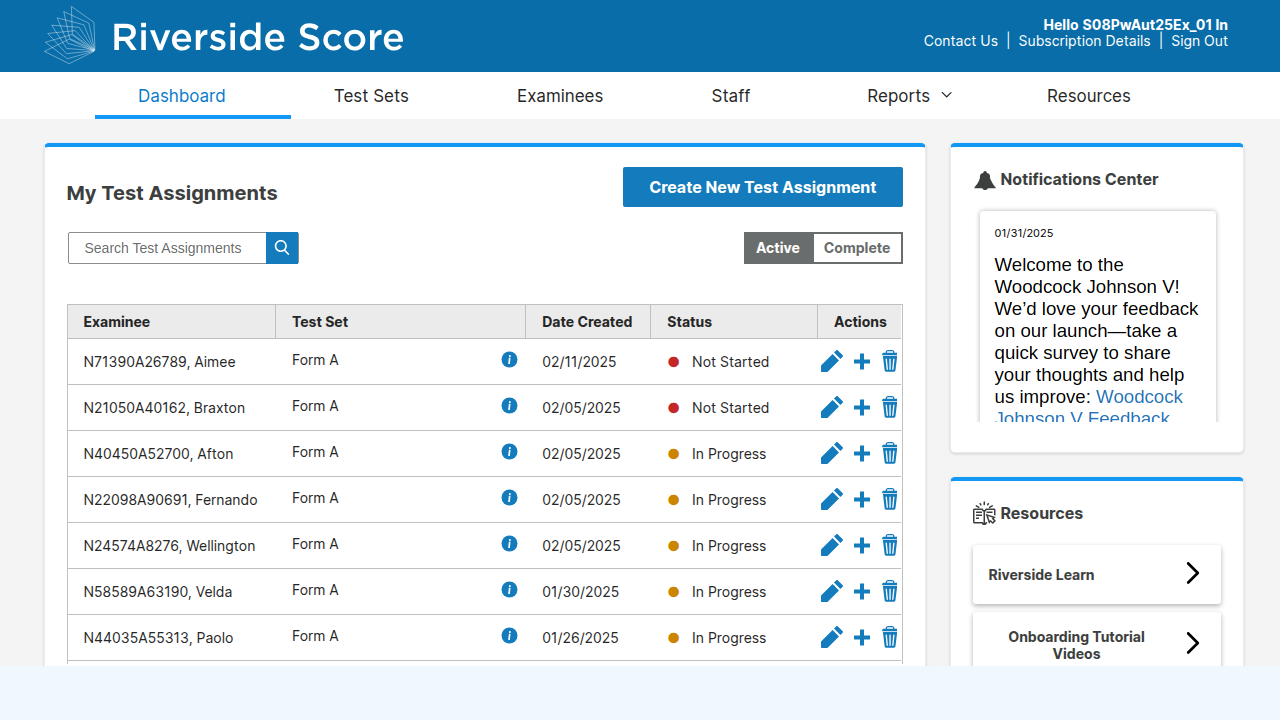 Riverside Score
Hello S08PwAut25Ex_01 In
Contact Us | Subscription Details | Sign Out
Dashboard Test Sets Examinees Staff Reports Resources
My Test Assignments
Create New Test Assignment
Search Test Assignments
Active Complete
Examinee Test Set Date Created Status Actions
N71390A26789, Aimee Form A 02/11/2025 Not Started
N21050A40162, Braxton Form A 02/05/2025 Not Started
N40450A52700, Afton Form A 02/05/2025 In Progress
N22098A90691, Fernando Form A 02/05/2025 In Progress
N24574A8276, Wellington Form A 02/05/2025 In Progress
N58589A63190, Velda Form A 01/30/2025 In Progress
N44035A55313, Paolo Form A 01/26/2025 In Progress
Notifications Center
01/31/2025
Welcome to the
Woodcock Johnson V!
We’d love your feedback
on our launch—take a
quick survey to share
your thoughts and help
us improve: Woodcock
Johnson V Feedback
Resources
Riverside Learn
Onboarding Tutorial
Videos